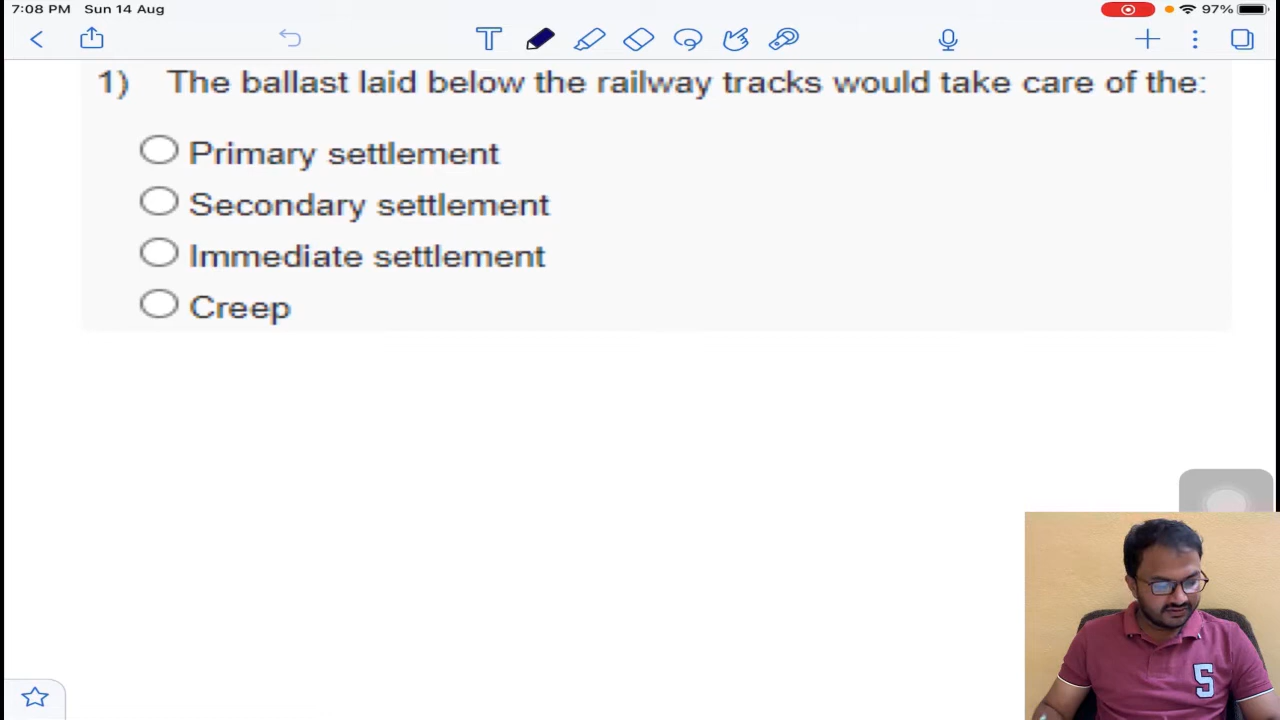 7:08 PM Sun 14 Aug
97%
T
1) The ballast laid below the railway tracks would take care of the:
Primary settlement
Secondary settlement
Immediate settlement
Creep
S